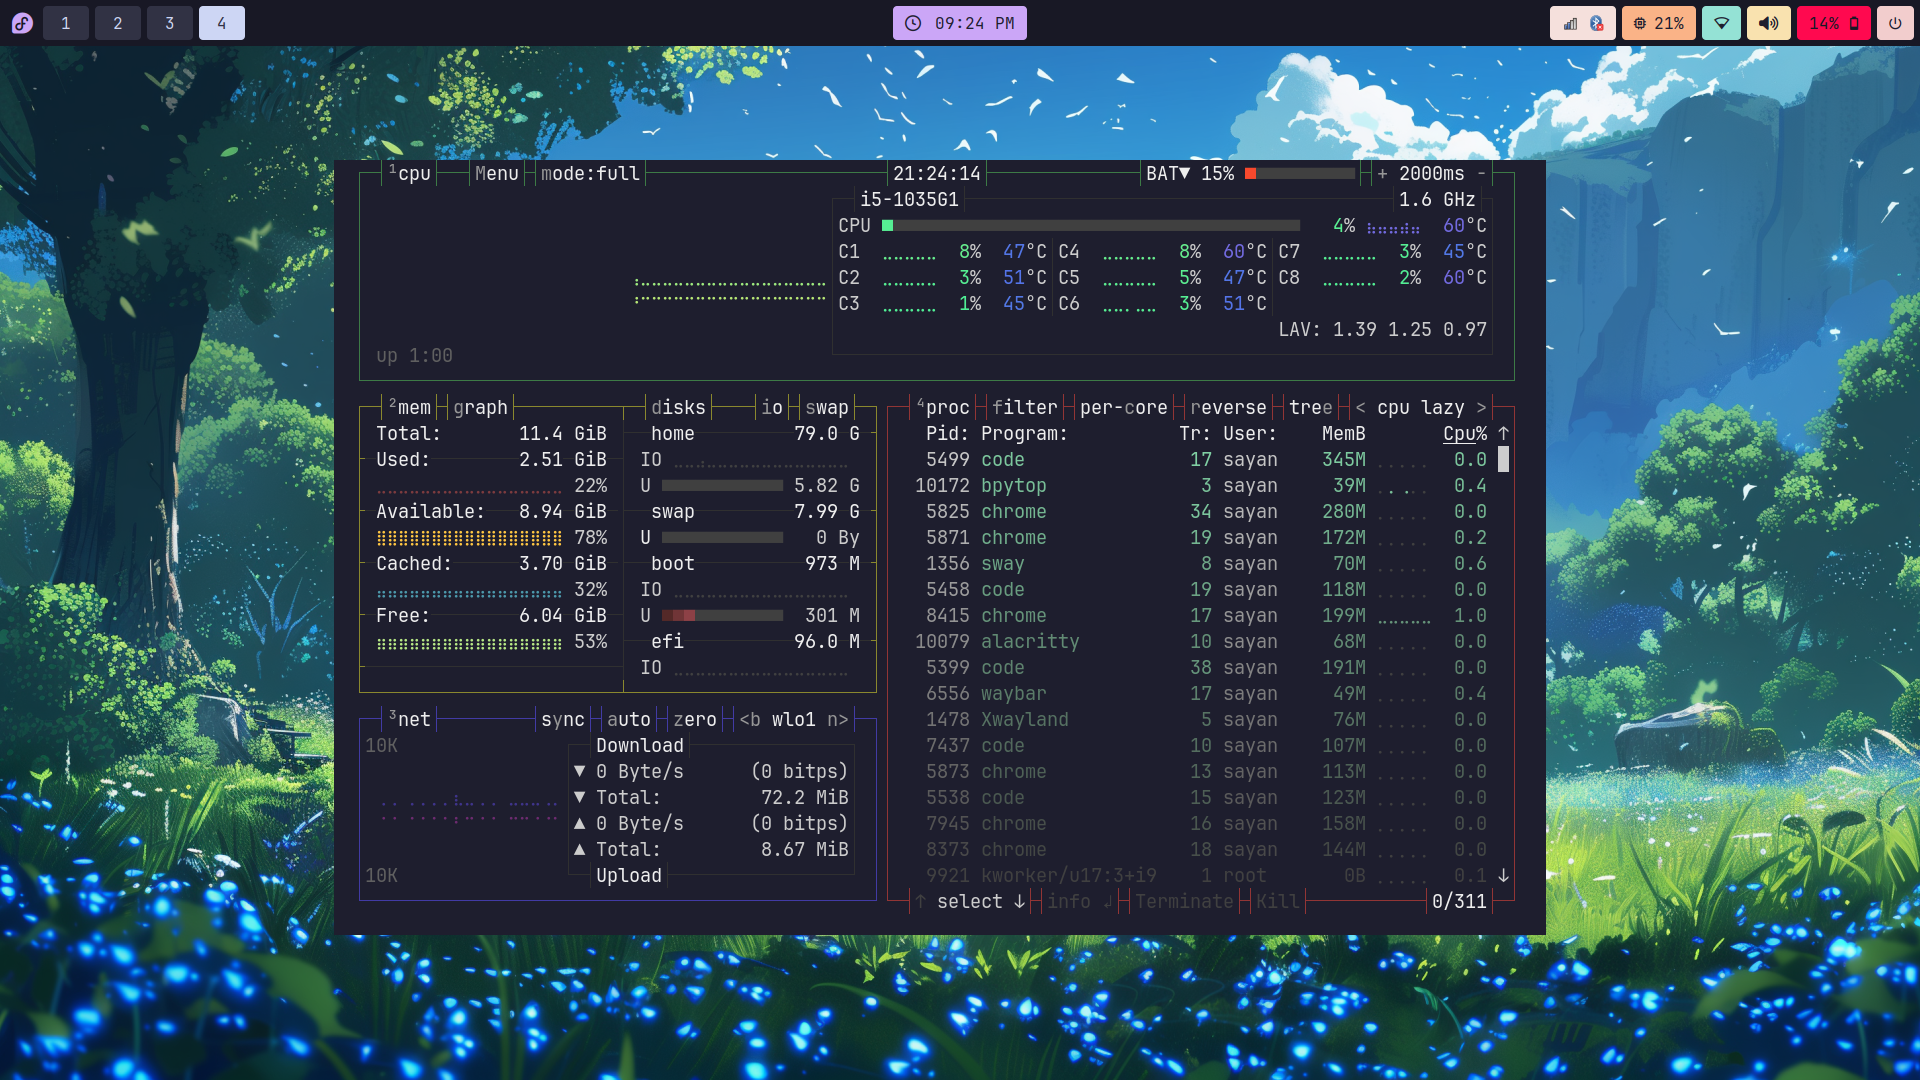 1 2 3 4 09:24 PM 21% 14%
1cpu Menu mode:full 21:24:14 BAT▼ 15% + 2000ms -
i5-1035G1 1.6 GHz
CPU 4% 60°C
C1 8% 47°C C4 8% 60°C C7 3% 45°C
C2 3% 51°C C5 5% 47°C C8 2% 60°C
C3 1% 45°C C6 3% 51°C
LAV: 1.39 1.25 0.97
up 1:00
2mem graph disks io swap
Total: 11.4 GiB home 79.0 G
Used: 2.51 GiB IO
22% U 5.82 G
Available: 8.94 GiB swap 7.99 G
78% U 0 By
Cached: 3.70 GiB boot 973 M
32% IO
Free: 6.04 GiB U 301 M
53% efi 96.0 M
IO
3net sync auto zero <b wlo1 n>
10K Download
▼ 0 Byte/s (0 bitps)
▼ Total: 72.2 MiB
▲ 0 Byte/s (0 bitps)
▲ Total: 8.67 MiB
10K Upload
4proc filter per-core reverse tree < cpu lazy >
Pid: Program: Tr: User: MemB Cpu% ↑
5499 code 17 sayan 345M 0.0
10172 bpytop 3 sayan 39M 0.4
5825 chrome 34 sayan 280M 0.0
5871 chrome 19 sayan 172M 0.2
1356 sway 8 sayan 70M 0.6
5458 code 19 sayan 118M 0.0
8415 chrome 17 sayan 199M 1.0
10079 alacritty 10 sayan 68M 0.0
5399 code 38 sayan 191M 0.0
6556 waybar 17 sayan 49M 0.4
1478 Xwayland 5 sayan 76M 0.0
7437 code 10 sayan 107M 0.0
5873 chrome 13 sayan 113M 0.0
5538 code 15 sayan 123M 0.0
7945 chrome 16 sayan 158M 0.0
8373 chrome 18 sayan 144M 0.0
9921 kworker/u17:3+i9 1 root 0B 0.1 ↓
↑ select ↓ info ↲ Terminate Kill 0/311